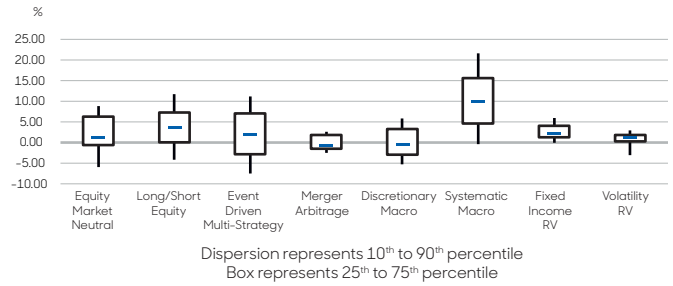 %
25.00
20.00
15.00
10.00
5.00
0.00
-5.00
-10.00
Equity
Market
Neutral
Long/Short
Equity
Event
Driven
Multi-Strategy
Merger
Arbitrage
Discretionary
Macro
Systematic
Macro
Fixed
Income
RV
Volatility
RV
Dispersion represents 10th to 90th percentile
Box represents 25th to 75th percentile